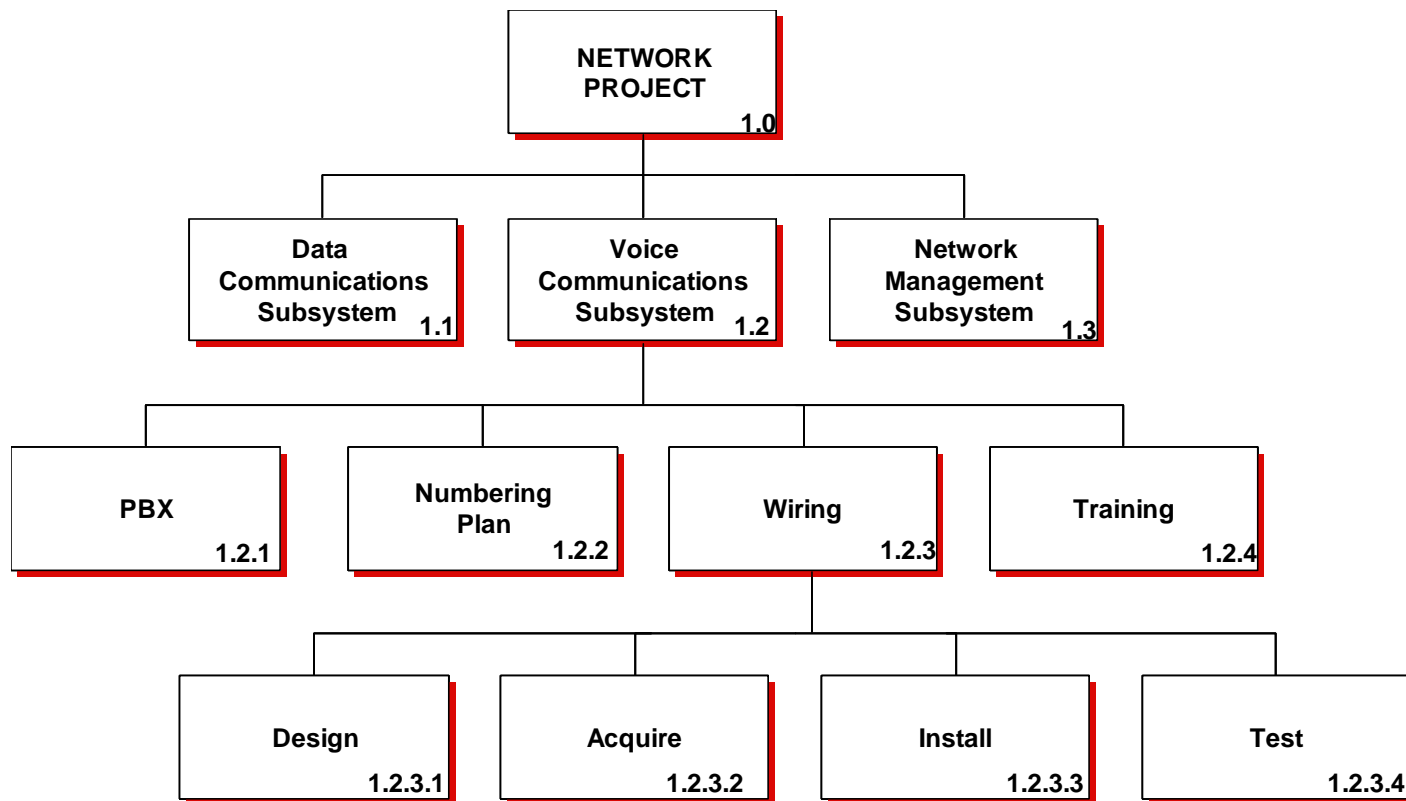 NETWORK
PROJECT
1.0
Data
Communications
Subsystem
1.1
Voice
Communications
Subsystem
1.2
Network
Management
Subsystem
1.3
PBX
1.2.1
Numbering
Plan
1.2.2
Wiring
1.2.3
Training
1.2.4
Design
1.2.3.1
Acquire
1.2.3.2
Install
1.2.3.3
Test
1.2.3.4